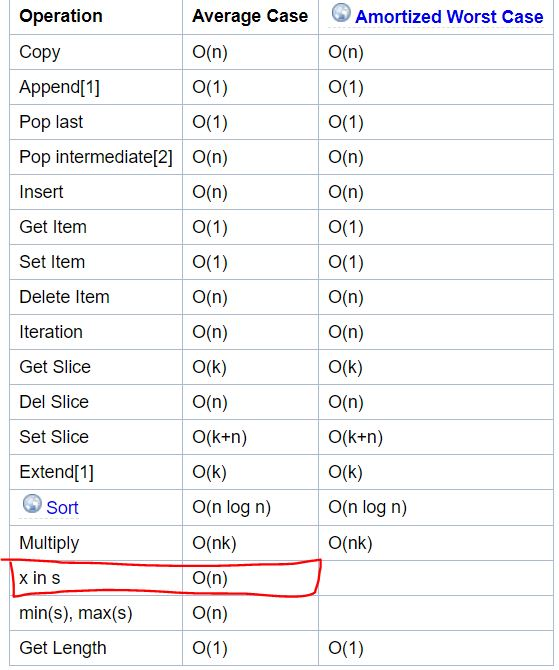 Operation Average Case Amortized Worst Case
Copy O(n) O(n)
Append[1] O(1) O(1)
Pop last O(1) O(1)
Pop intermediate[2] O(n) O(n)
Insert O(n) O(n)
Get Item O(1) O(1)
Set Item O(1) O(1)
Delete Item O(n) O(n)
Iteration O(n) O(n)
Get Slice O(k) O(k)
Del Slice O(n) O(n)
Set Slice O(k+n) O(k+n)
Extend[1] O(k) O(k)
Sort O(n log n) O(n log n)
Multiply O(nk) O(nk)
x in s O(n)
min(s), max(s) O(n)
Get Length O(1) O(1)